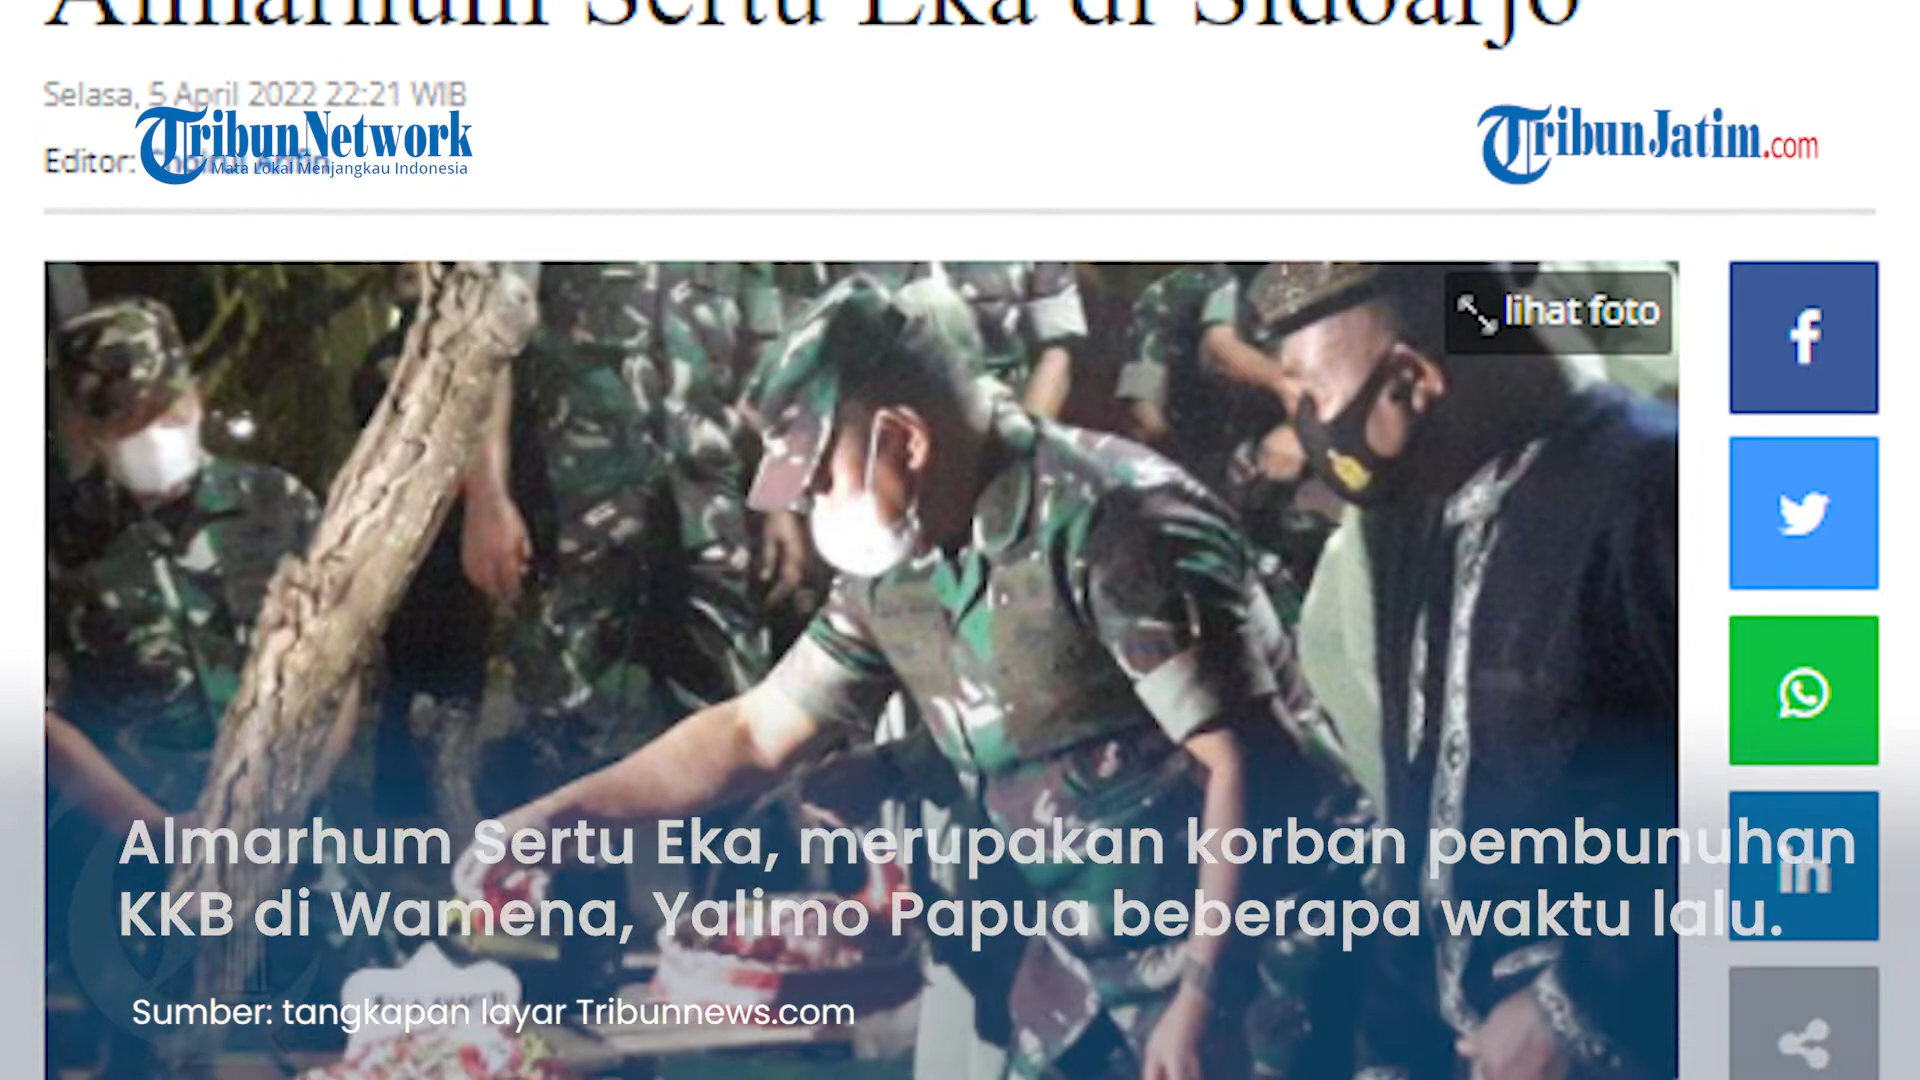 Almarhum Sertu Eka di Sidoarjo
Selasa, 5 April 2022 22:21 WIB
TribunNetwork
Mata Lokal Menjangkau Indonesia
Editor:
TribunJatim.com
lihat foto
Almarhum Sertu Eka, merupakan korban pembunuhan
KKB di Wamena, Yalimo Papua beberapa waktu lalu.
Sumber: tangkapan layar Tribunnews.com